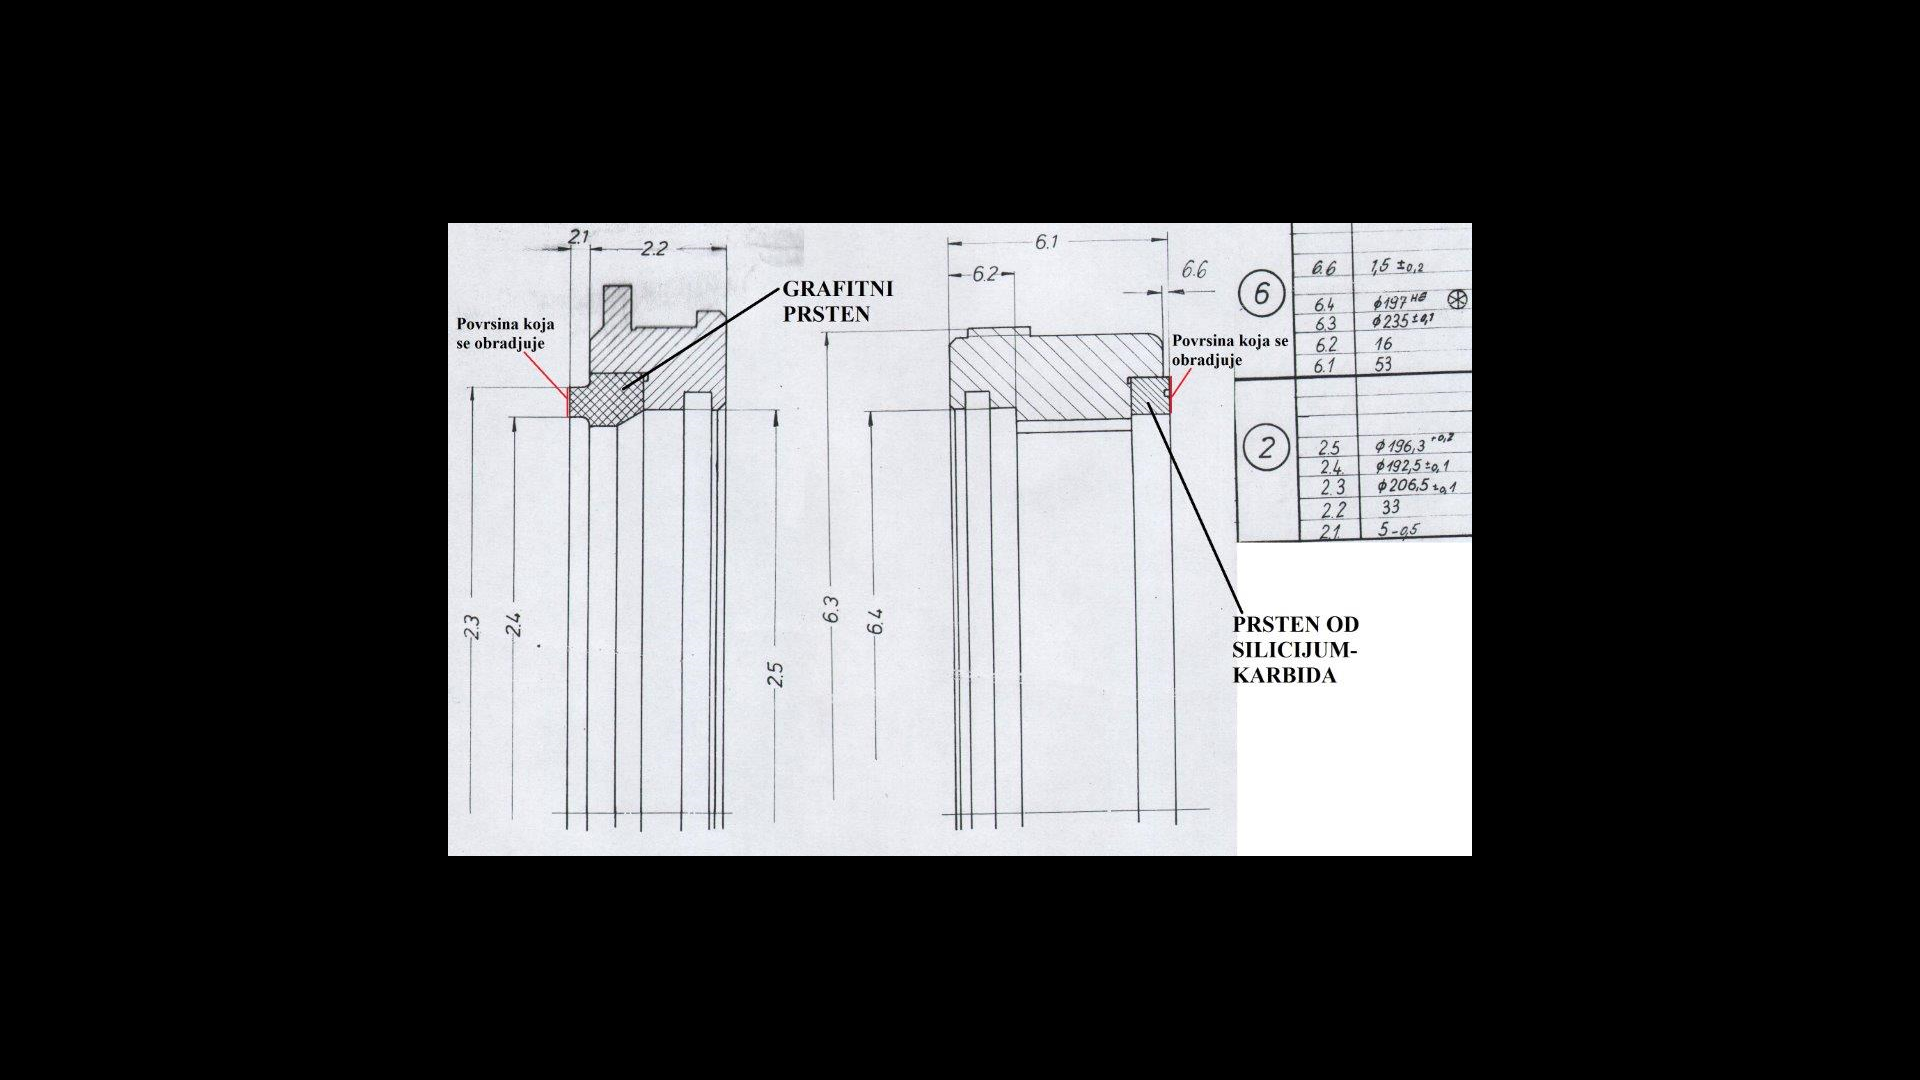 2.1
2.2
GRAFITNI
PRSTEN
Povrsina koja
se obradjuje
2.3
2.4
2.5
6.1
6.2
6.6
Povrsina koja se
obradjuje
6.3
6.4
PRSTEN OD
SILICIJUM-
KARBIDA
6
6.6 1,5 ±0,2
6.4 ϕ197
6.3 ϕ235 ±0,1
6.2 16
6.1 53
2
2.5 ϕ196,3 +0,2
2.4 ϕ192,5 ±0,1
2.3 ϕ206,5 ±0,1
2.2 33
2.1 5 -0,5